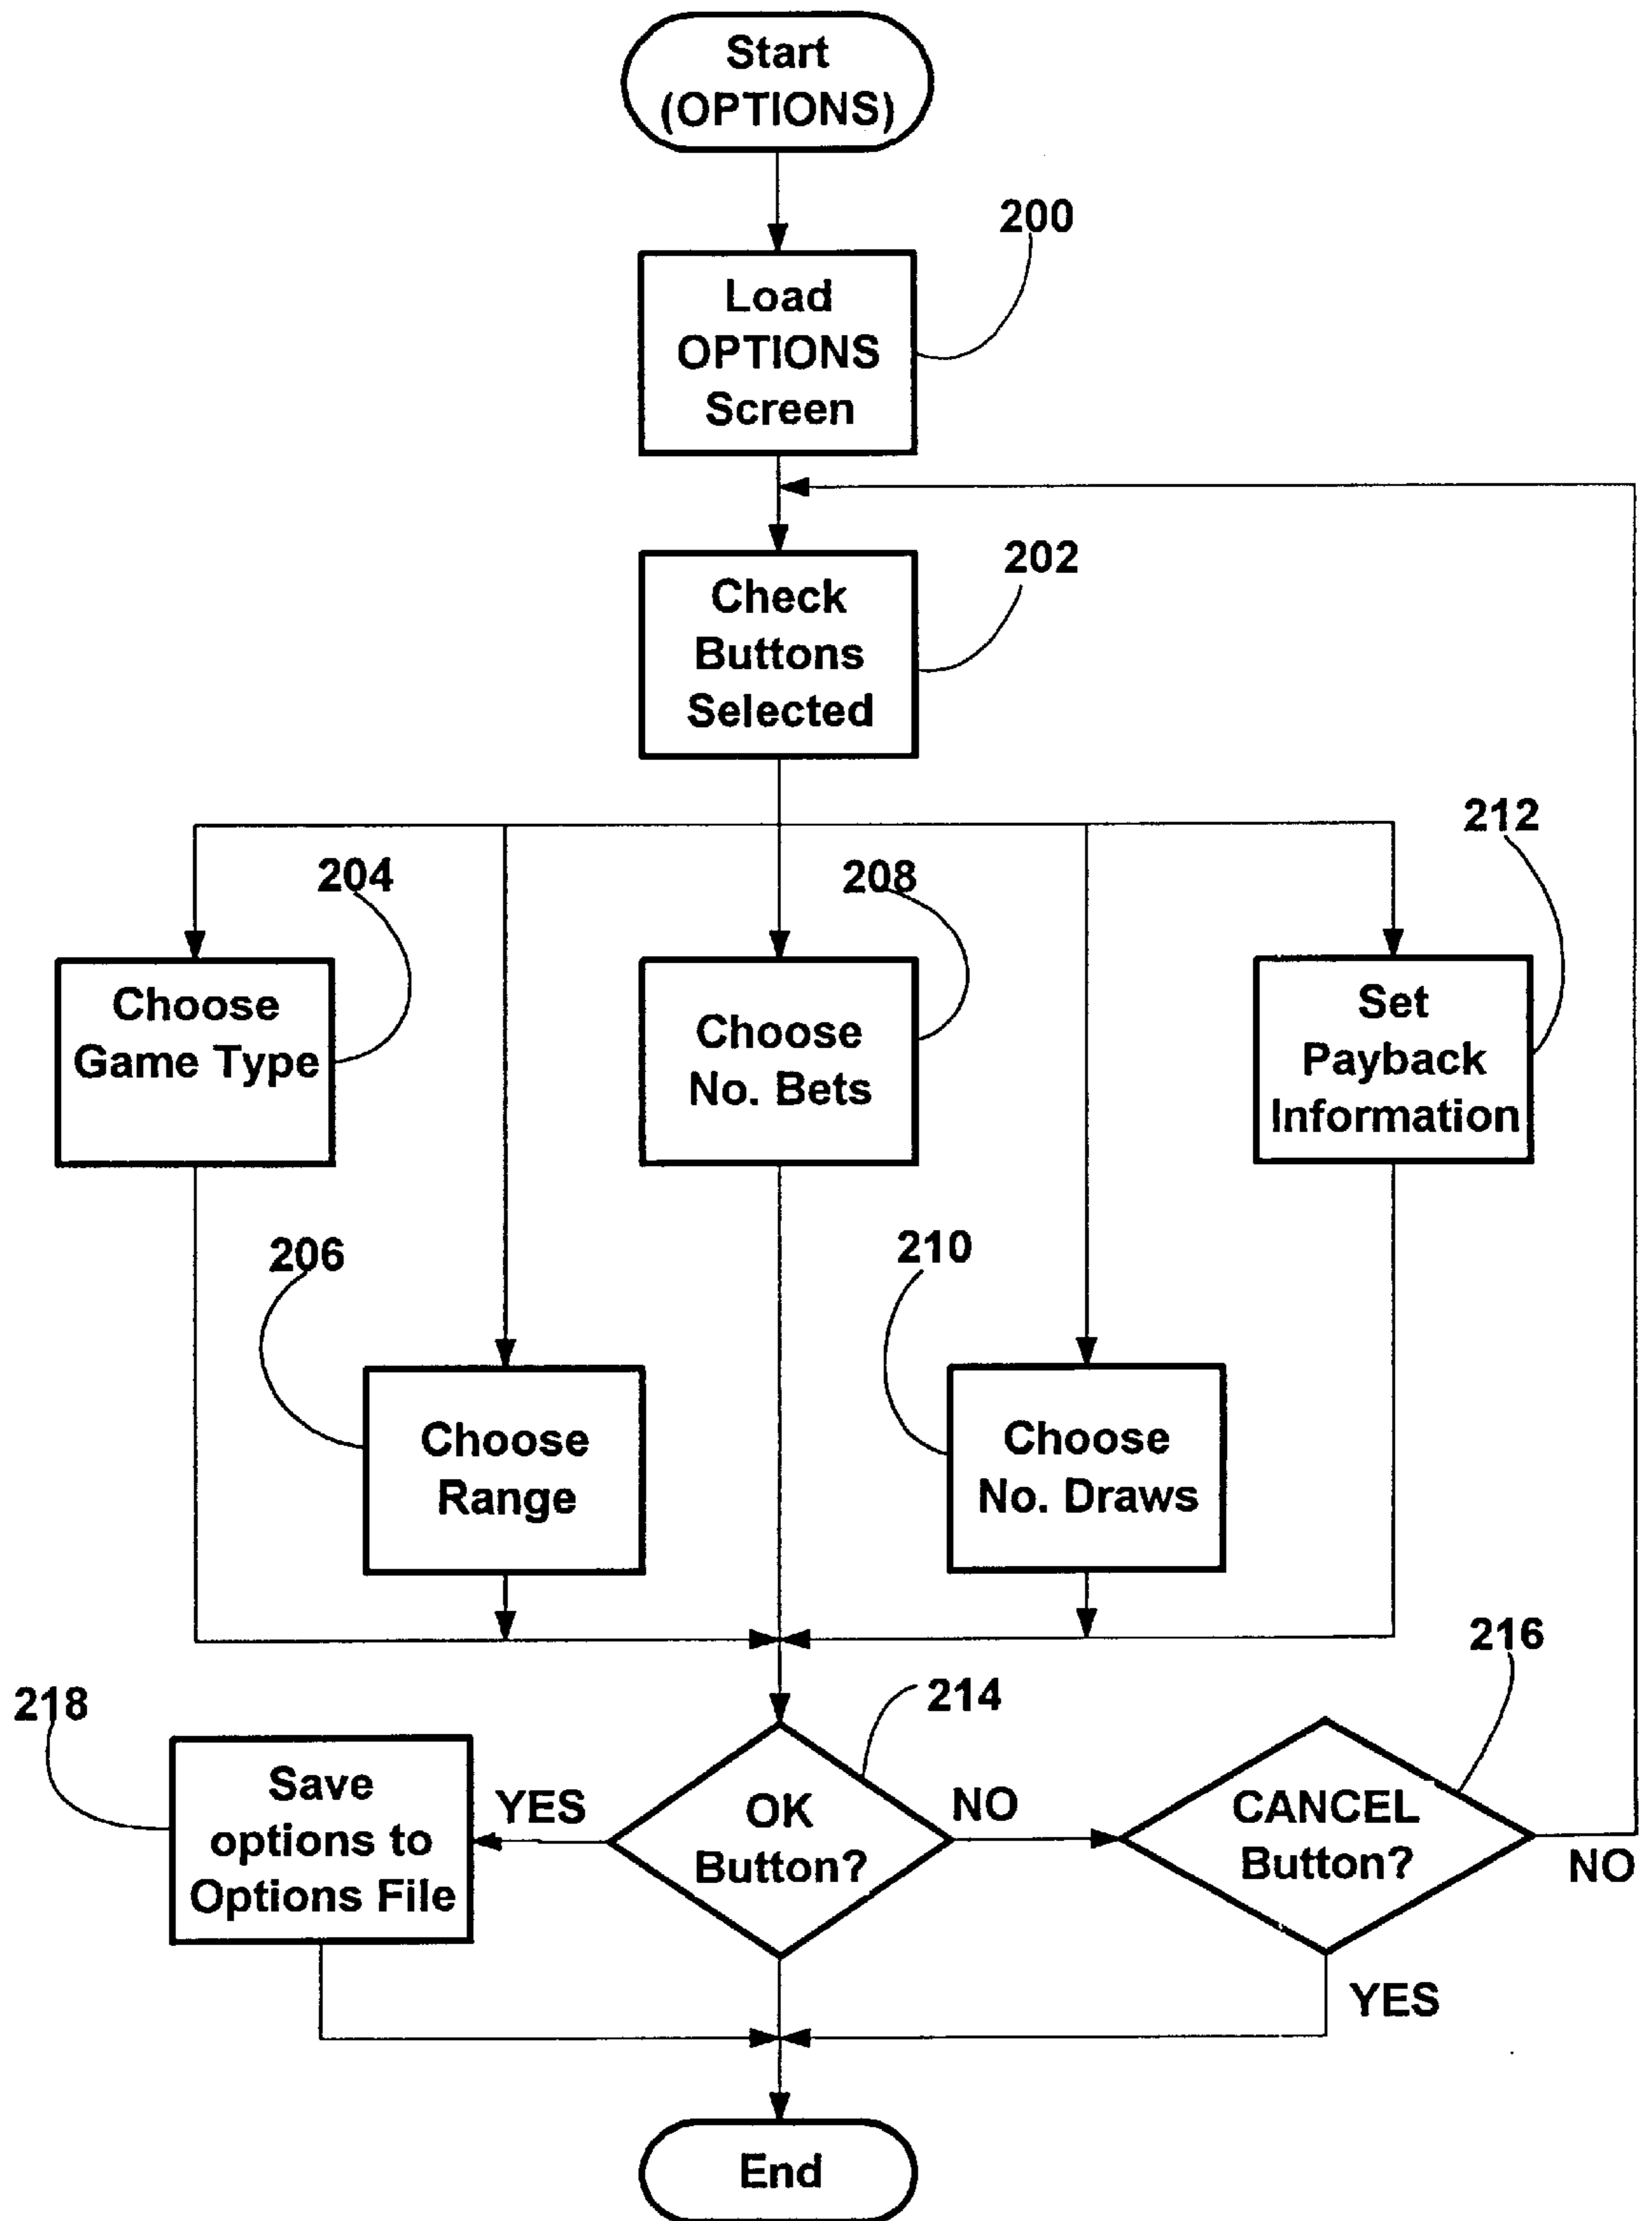 Start
(OPTIONS)
200
Load
OPTIONS
Screen
202
Check
Buttons
Selected
212
204
208
Choose
Game Type
Choose
No. Bets
Set
Payback
Information
206
210
Choose
Range
Choose
No. Draws
216
218
214
Save
options to
Options File
YES
OK
Button?
NO
CANCEL
Button?
NO
YES
End